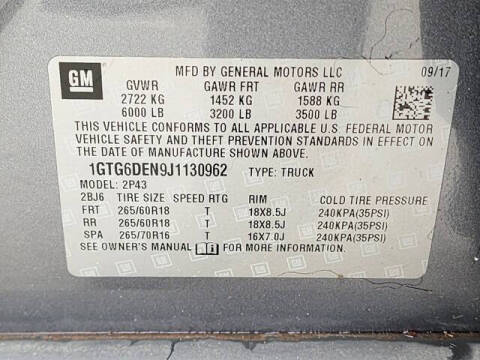 GM MFD BY GENERAL MOTORS LLC 09/17
GVWR GAWR FRT GAWR RR
2722 KG 1452 KG 1588 KG
6000 LB 3200 LB 3500 LB
THIS VEHICLE CONFORMS TO ALL APPLICABLE U.S. FEDERAL MOTOR
VEHICLE SAFETY AND THEFT PREVENTION STANDARDS IN EFFECT ON
THE DATE OF MANUFACTURE SHOWN ABOVE.
1GTG6DEN9J1130962 TYPE: TRUCK
MODEL: 2P43
2BJ6 TIRE SIZE SPEED RTG RIM COLD TIRE PRESSURE
FRT 265/60R18 T 18X8.5J 240KPA(35PSI)
RR 265/60R18 T 18X8.5J 240KPA(35PSI)
SPA 265/70R16 T 16X7.0J 240KPA(35PSI)
SEE OWNER'S MANUAL FOR MORE INFORMATION.